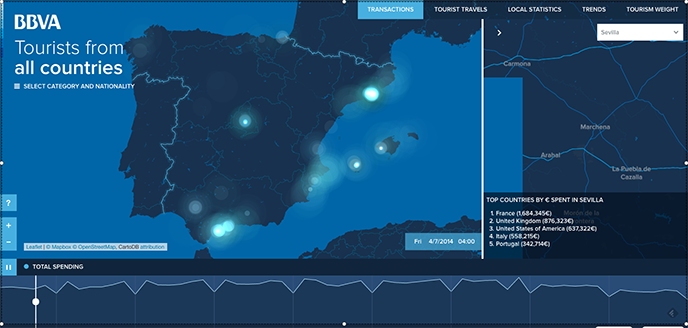 BBVA
Tourists from
all countries
SELECT CATEGORY AND NATIONALITY
TRANSACTIONS
TOURIST TRAVELS
LOCAL STATISTICS
TRENDS
TOURISM WEIGHT
Sevilla
Carmona
Marchena
Arahal
La Puebla de
Cazalla
TOP COUNTRIES BY € SPENT IN SEVILLA
1. France (1,684,345€)
2. United Kingdom (876,323€)
3. United States of America (637,322€)
4. Italy (558,215€)
5. Portugal (342,714€)
?
+
−
Leaflet | © Mapbox © OpenStreetMap, CartoDB attribution
Fri 4/7/2014 04:00
TOTAL SPENDING